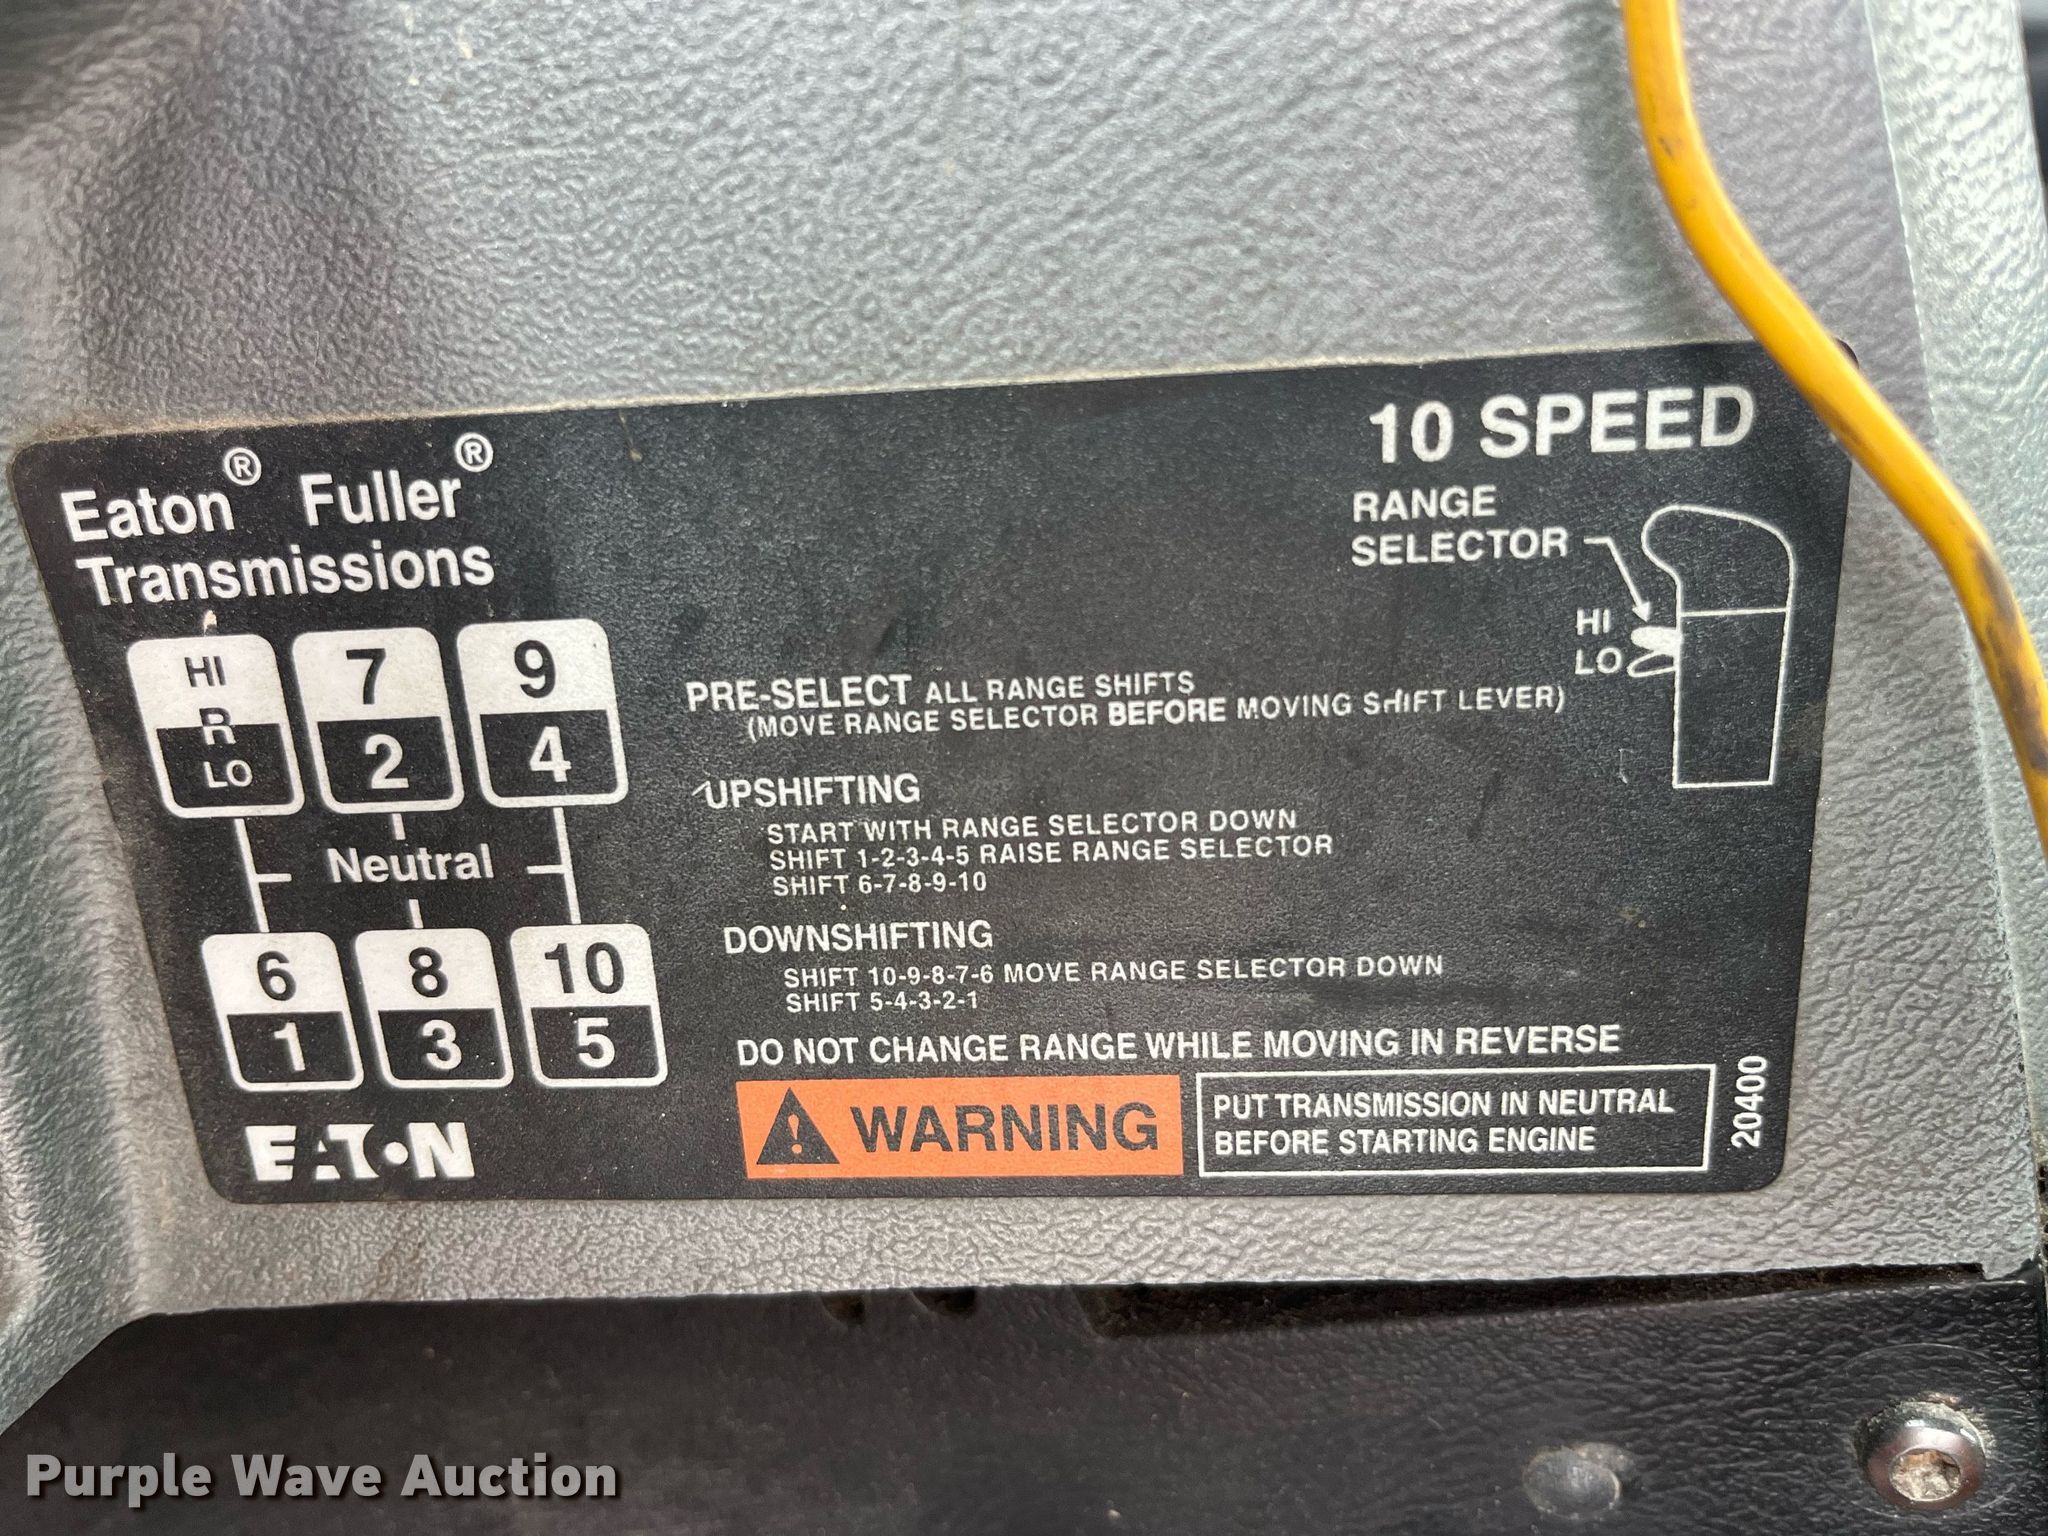 Eaton® Fuller®
Transmissions
10 SPEED
RANGE
SELECTOR
HI
LO
HI 7 9
R
LO 2 4
Neutral
6 8 10
1 3 5
EATON
PRE-SELECT ALL RANGE SHIFTS
(MOVE RANGE SELECTOR BEFORE MOVING SHIFT LEVER)
UPSHIFTING
START WITH RANGE SELECTOR DOWN
SHIFT 1-2-3-4-5 RAISE RANGE SELECTOR
SHIFT 6-7-8-9-10
DOWNSHIFTING
SHIFT 10-9-8-7-6 MOVE RANGE SELECTOR DOWN
SHIFT 5-4-3-2-1
DO NOT CHANGE RANGE WHILE MOVING IN REVERSE
WARNING
PUT TRANSMISSION IN NEUTRAL
BEFORE STARTING ENGINE
20400
Purple Wave Auction